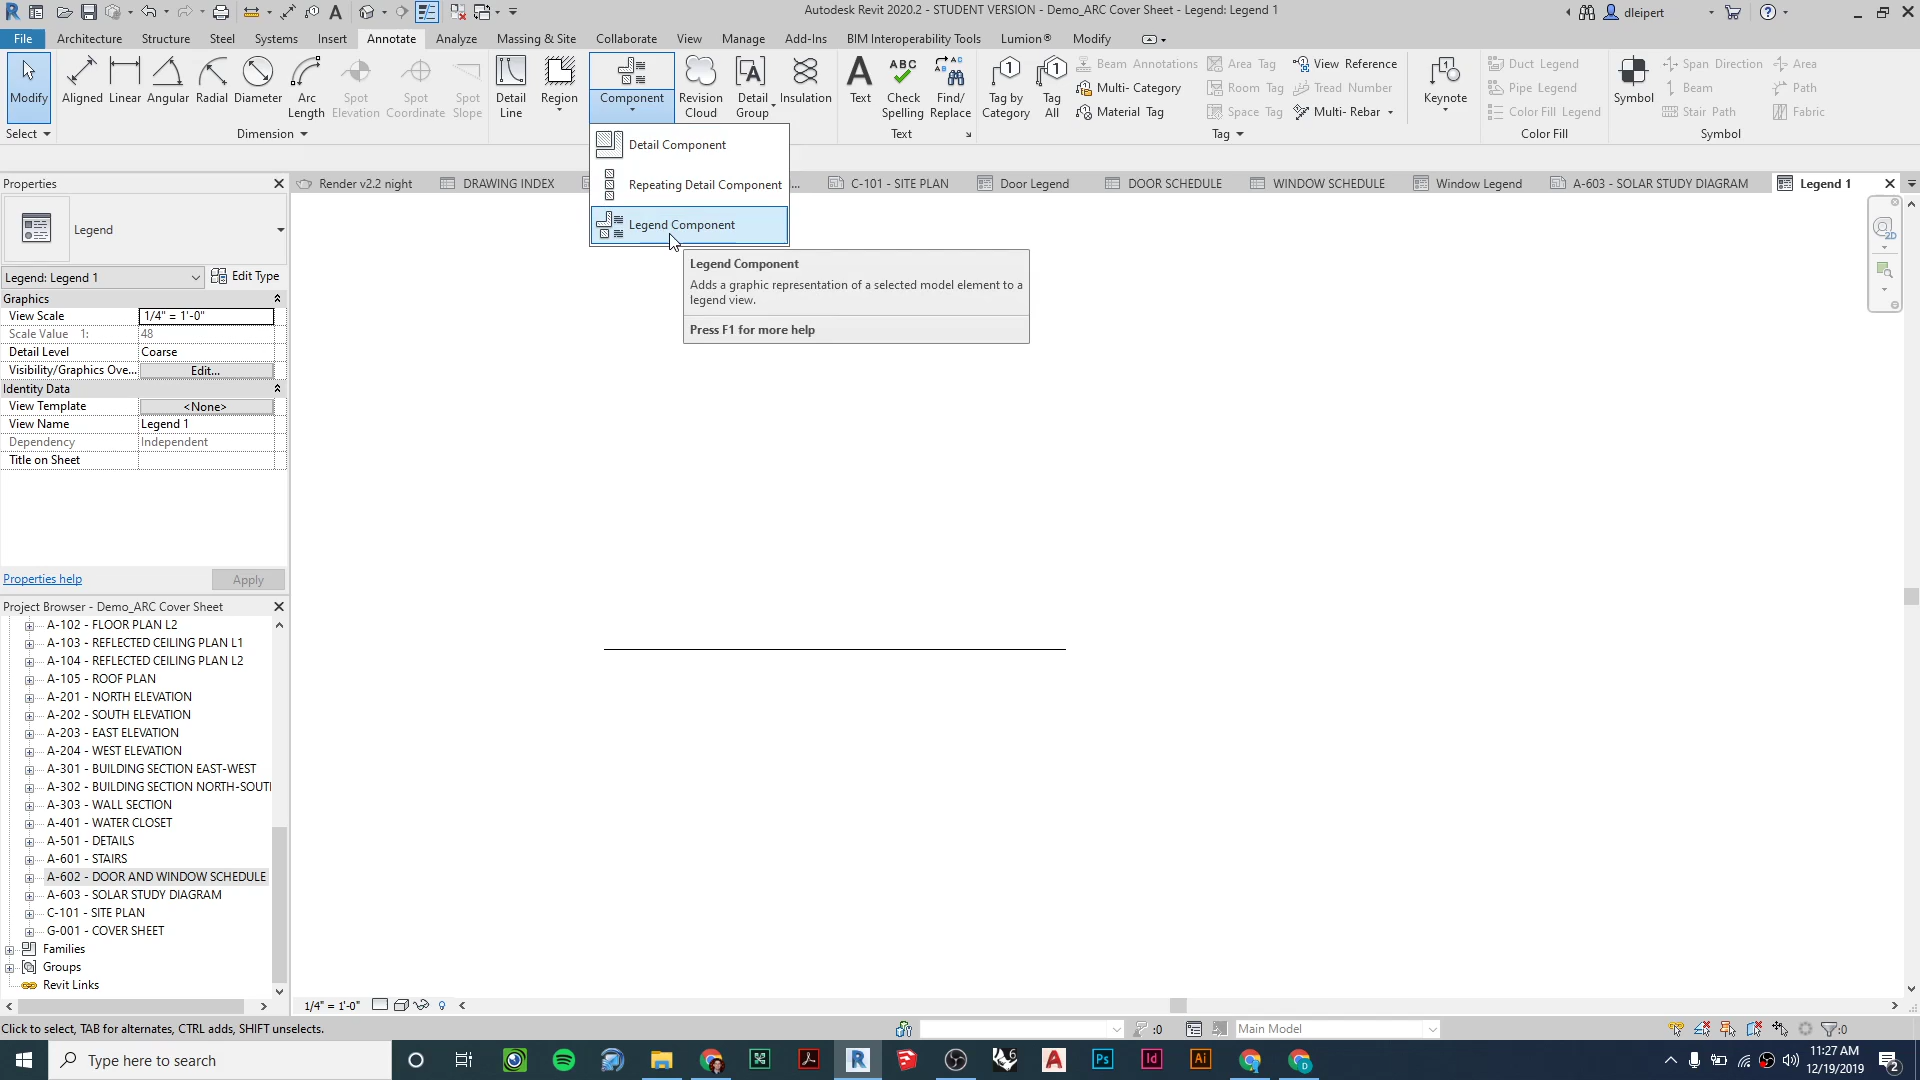 Autodesk Revit 2020.2 - STUDENT VERSION - Demo_ARC Cover Sheet - Legend: Legend 1
dleipert
File Architecture Structure Steel Systems Insert Annotate Analyze Massing & Site Collaborate View Manage Add-Ins BIM Interoperability Tools Lumion® Modify
Modify
Aligned Linear Angular Radial Diameter Arc Length Spot Elevation Spot Coordinate Spot Slope
Detail Line Region Component Revision Cloud Detail Group Insulation
Text Check Spelling Find/ Replace
Tag by Category Tag All
Beam Annotations Area Tag View Reference
Multi- Category Room Tag Tread Number
Material Tag Space Tag Multi- Rebar
Keynote
Duct Legend
Pipe Legend
Color Fill Legend
Symbol
Span Direction Area
Beam Path
Stair Path Fabric
Select Dimension Text Tag Color Fill Symbol
Detail Component
Repeating Detail Component
Legend Component
Legend Component
Adds a graphic representation of a selected model element to a
legend view.
Press F1 for more help
Render v2.2 night DRAWING INDEX ... C-101 - SITE PLAN Door Legend DOOR SCHEDULE WINDOW SCHEDULE Window Legend A-603 - SOLAR STUDY DIAGRAM Legend 1
2D
Properties
Legend
Legend: Legend 1 Edit Type
Graphics
View Scale 1/4" = 1'-0"
Scale Value 1: 48
Detail Level Coarse
Visibility/Graphics Ove... Edit...
Identity Data
View Template <None>
View Name Legend 1
Dependency Independent
Title on Sheet
Properties help Apply
Project Browser - Demo_ARC Cover Sheet
A-102 - FLOOR PLAN L2
A-103 - REFLECTED CEILING PLAN L1
A-104 - REFLECTED CEILING PLAN L2
A-105 - ROOF PLAN
A-201 - NORTH ELEVATION
A-202 - SOUTH ELEVATION
A-203 - EAST ELEVATION
A-204 - WEST ELEVATION
A-301 - BUILDING SECTION EAST-WEST
A-302 - BUILDING SECTION NORTH-SOUT
A-303 - WALL SECTION
A-401 - WATER CLOSET
A-501 - DETAILS
A-601 - STAIRS
A-602 - DOOR AND WINDOW SCHEDULE
A-603 - SOLAR STUDY DIAGRAM
C-101 - SITE PLAN
G-001 - COVER SHEET
Families
Groups
Revit Links
1/4" = 1'-0"
Click to select, TAB for alternates, CTRL adds, SHIFT unselects.
:0 Main Model :0
Type here to search
11:27 AM
12/19/2019
2